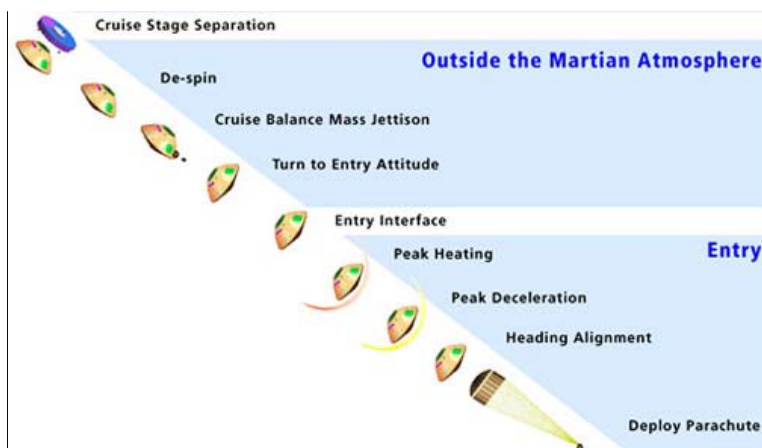 Cruise Stage Separation
Outside the Martian Atmosphere
De-spin
Cruise Balance Mass Jettison
Turn to Entry Attitude
Entry Interface
Entry
Peak Heating
Peak Deceleration
Heading Alignment
Deploy Parachute